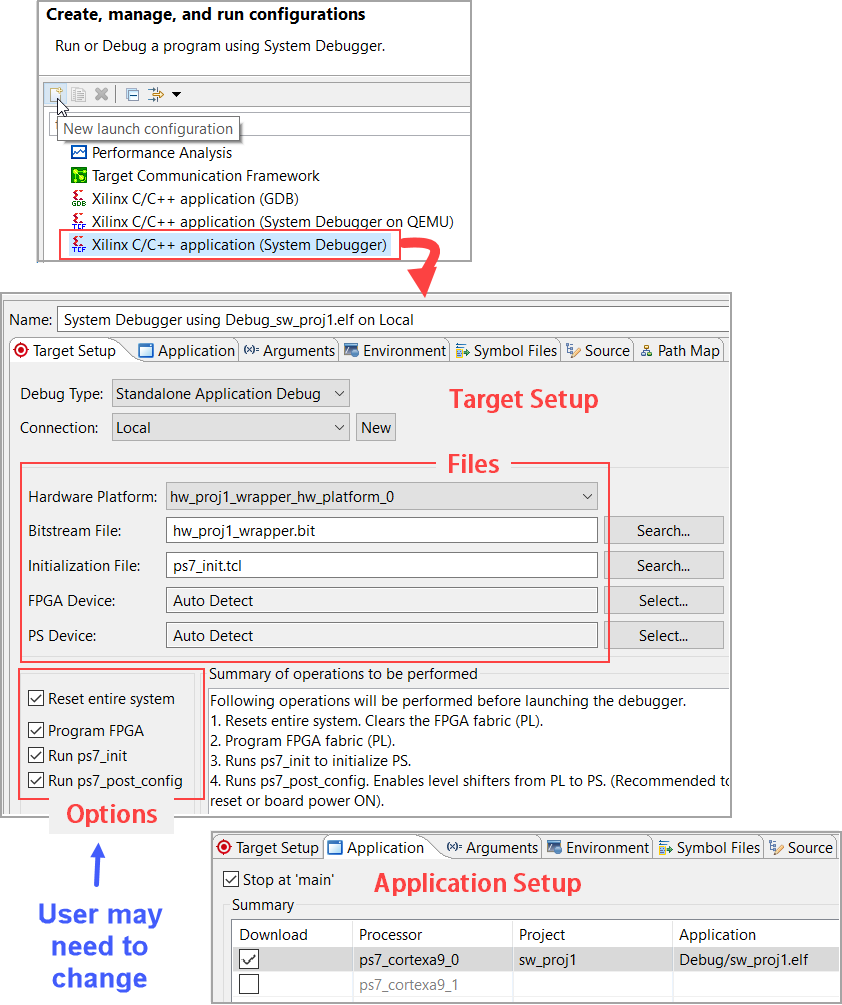 Create, manage, and run configurations
Run or Debug a program using System Debugger.
New launch configuration
Performance Analysis
Target Communication Framework
GDB Xilinx C/C++ application (GDB)
TCF Xilinx C/C++ application (System Debugger on QEMU)
TCF Xilinx C/C++ application (System Debugger)
Name: System Debugger using Debug_sw_proj1.elf on Local
Target Setup Application (x)= Arguments Environment Symbol Files Source Path Map
Debug Type: Standalone Application Debug
Target Setup
Connection: Local New
Files
Hardware Platform: hw_proj1_wrapper_hw_platform_0
Bitstream File: hw_proj1_wrapper.bit Search...
Initialization File: ps7_init.tcl Search...
FPGA Device: Auto Detect Select...
PS Device: Auto Detect Select...
Reset entire system
Program FPGA
Run ps7_init
Run ps7_post_config
Options
Summary of operations to be performed
Following operations will be performed before launching the debugger.
1. Resets entire system. Clears the FPGA fabric (PL).
2. Program FPGA fabric (PL).
3. Runs ps7_init to initialize PS.
4. Runs ps7_post_config. Enables level shifters from PL to PS. (Recommended to
reset or board power ON).
User may
need to
change
Target Setup Application (x)= Arguments Environment Symbol Files Source
Stop at 'main'
Application Setup
Summary
Download Processor Project Application
ps7_cortexa9_0 sw_proj1 Debug/sw_proj1.elf
ps7_cortexa9_1